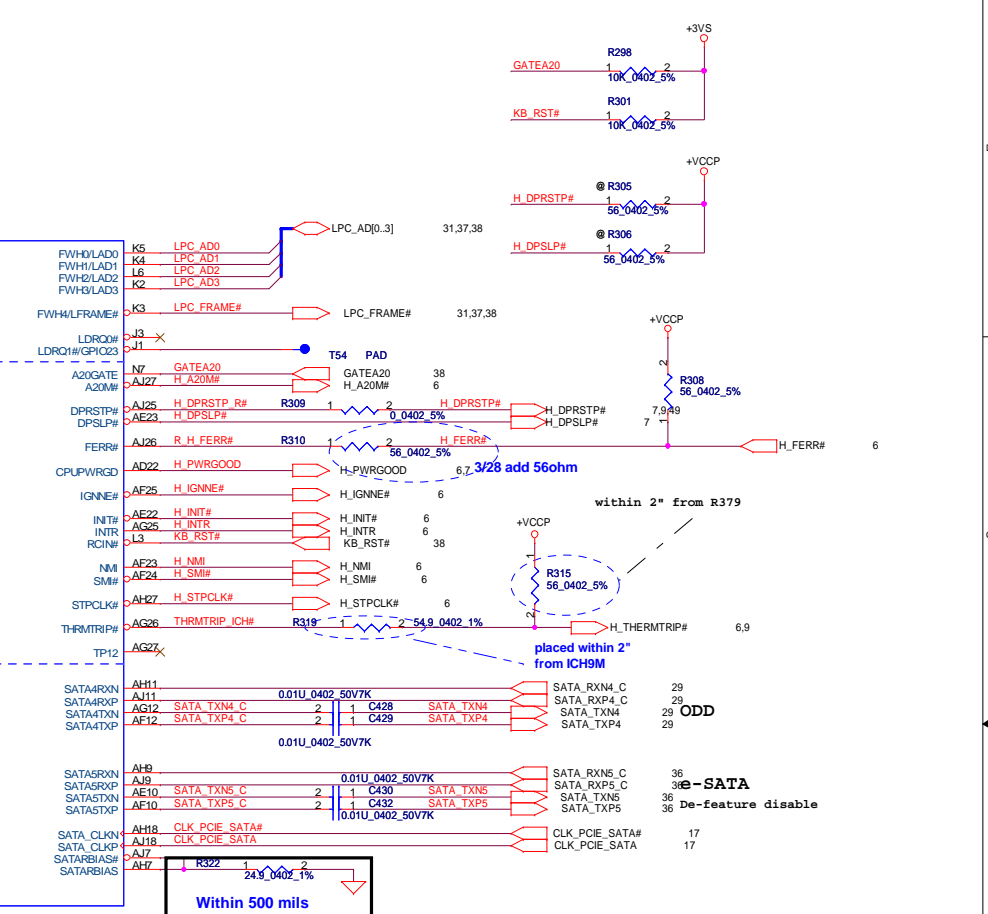 +3VS
R298
GATEA20 1 2
10K_0402_5%
R301
KB_RST# 1 2
10K_0402_5%
+VCCP
@ R305
H_DPRSTP# 1 2
56_0402_5%
@ R306
H_DPSLP# 1 2
56_0402_5%
LPC_AD[0..3] 31,37,38
FWH0/LAD0 K5 LPC_AD0
FWH1/LAD1 K4 LPC_AD1
FWH2/LAD2 L6 LPC_AD2
FWH3/LAD3 K2 LPC_AD3
FWH4/LFRAME# K3 LPC_FRAME# LPC_FRAME# 31,37,38
LDRQ0# J3
LDRQ1#/GPIO23 J1
T54 PAD
A20GATE N7 GATEA20 GATEA20 38
A20M# AJ27 H_A20M# H_A20M# 6
+VCCP
2
R308
56_0402_5%
1
DPRSTP# AJ25 H_DPRSTP_R# R309 1 2 H_DPRSTP# H_DPRSTP# 7,9,49
0_0402_5%
DPSLP# AE23 H_DPSLP# H_DPSLP# 7
FERR# AJ26 R_H_FERR# R310 1 2 H_FERR# H_FERR# 6
56_0402_5%
3/28 add 56ohm
CPUPWRGD AD22 H_PWRGOOD H_PWRGOOD 6,7
IGNNE# AF25 H_IGNNE# H_IGNNE# 6
within 2" from R379
INIT# AE22 H_INIT# H_INIT# 6
INTR AG25 H_INTR H_INTR 6
RCIN# L3 KB_RST# KB_RST# 38
+VCCP
1
R315
56_0402_5%
2
NMI AF23 H_NMI H_NMI 6
SMI# AF24 H_SMI# H_SMI# 6
STPCLK# AH27 H_STPCLK# H_STPCLK# 6
THRMTRIP# AG26 THRMTRIP_ICH# R319 1 2 54.9_0402_1% H_THERMTRIP# 6,9
placed within 2"
from ICH9M
TP12 AG27
SATA4RXN AH11 SATA_RXN4_C 29
SATA4RXP AJ11 0.01U_0402_50V7K SATA_RXP4_C 29
SATA4TXN AG12 SATA_TXN4_C 2 1 C428 SATA_TXN4 SATA_TXN4 29
SATA4TXP AF12 SATA_TXP4_C 2 1 C429 SATA_TXP4 SATA_TXP4 29
ODD
0.01U_0402_50V7K
SATA5RXN AH9 SATA_RXN5_C 36
SATA5RXP AJ9 0.01U_0402_50V7K SATA_RXP5_C 36
SATA5TXN AE10 SATA_TXN5_C 2 1 C430 SATA_TXN5 SATA_TXN5 36
SATA5TXP AF10 SATA_TXP5_C 2 1 C432 SATA_TXP5 SATA_TXP5 36
e-SATA
De-feature disable
0.01U_0402_50V7K
SATA_CLKN AH18 CLK_PCIE_SATA# CLK_PCIE_SATA# 17
SATA_CLKP AJ18 CLK_PCIE_SATA CLK_PCIE_SATA 17
SATARBIAS# AJ7
SATARBIAS AH7 R322 1 2
24.9_0402_1%
Within 500 mils